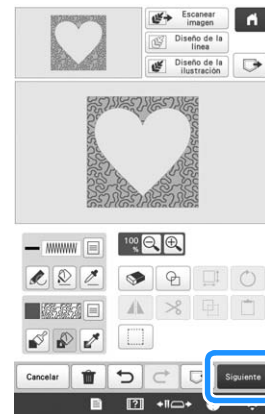 Escanear
imagen
Diseño de la
línea
Diseño de la
ilustración
100
%
Cancelar
Siguiente